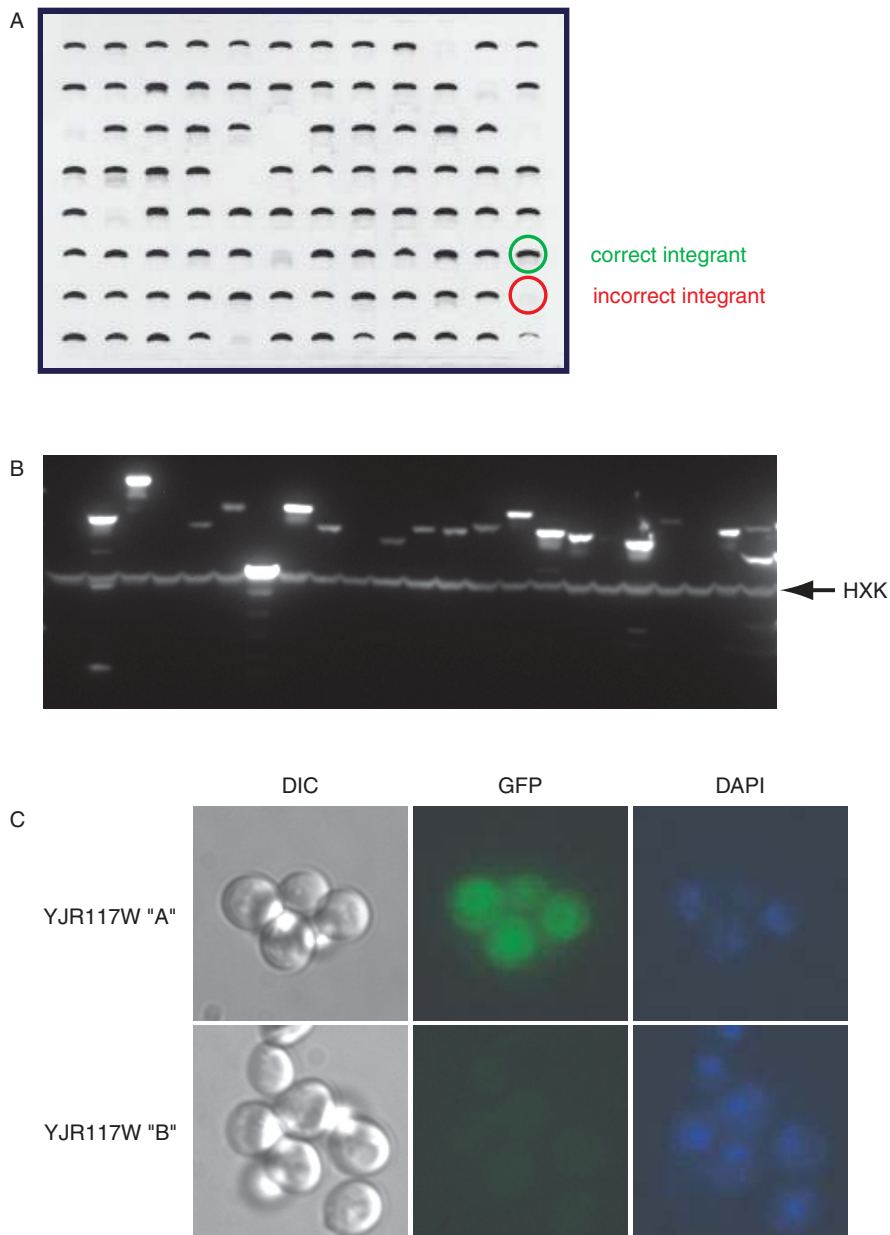 A
correct integrant
incorrect integrant
B
HXK
DIC
GFP
DAPI
C
YJR117W "A"
YJR117W "B"